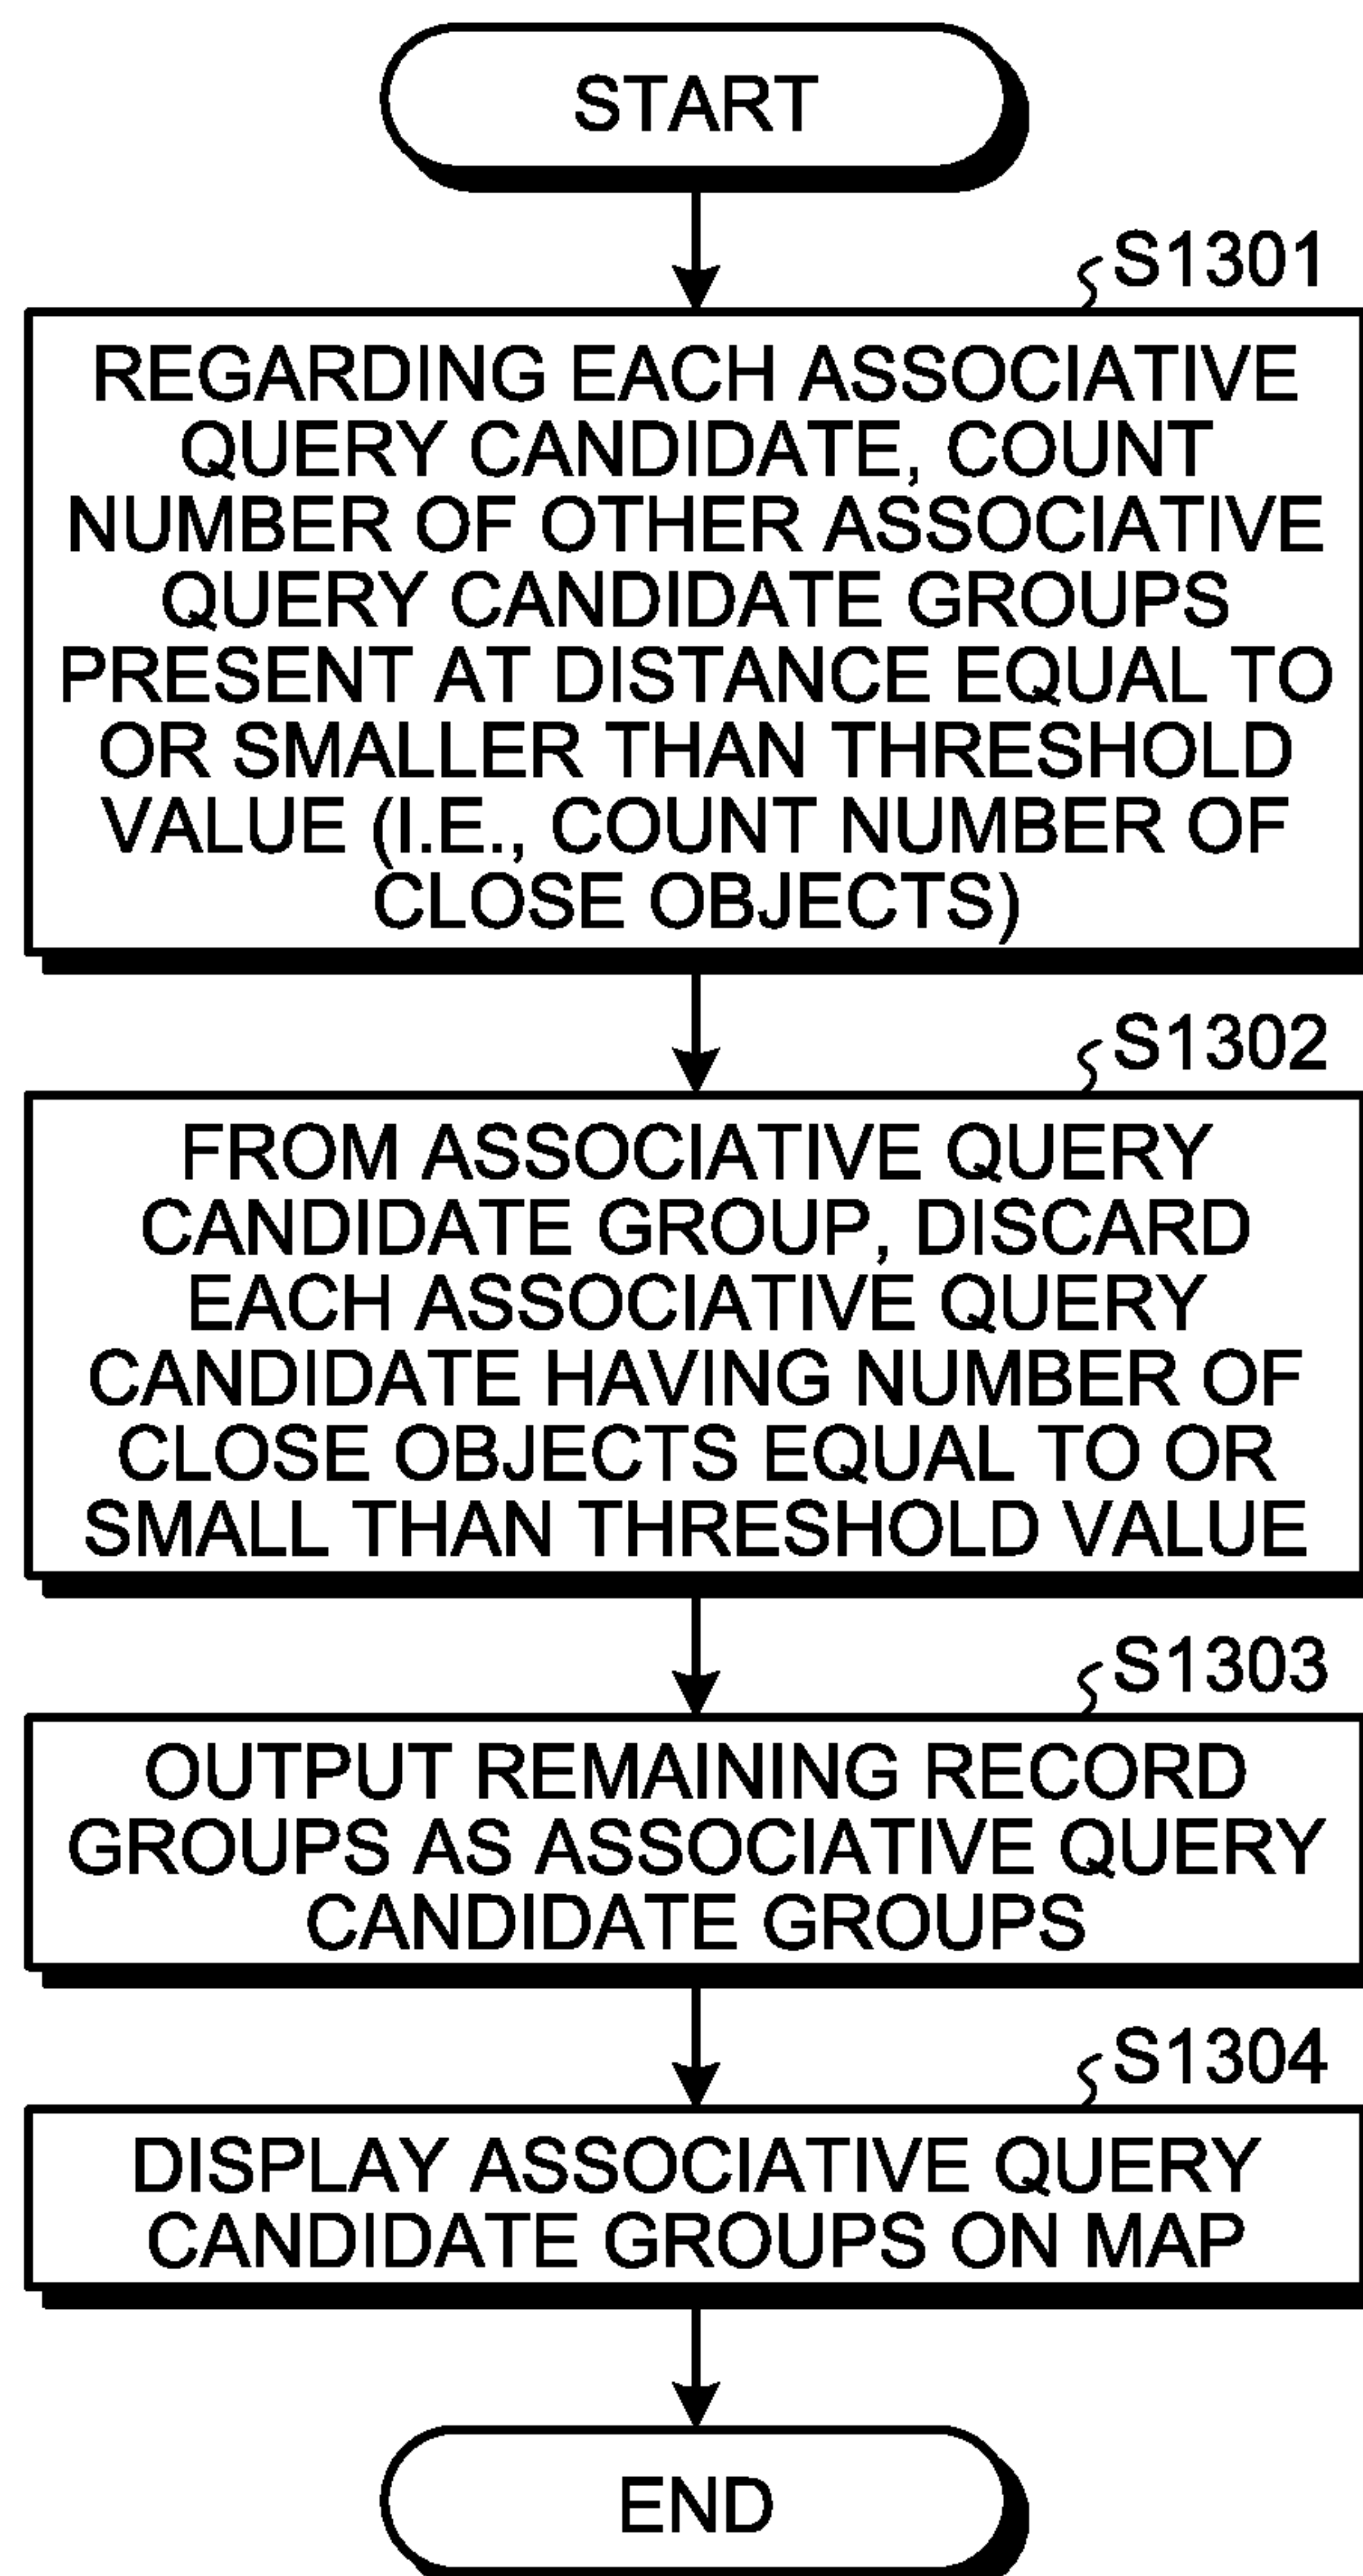 START
S1301
REGARDING EACH ASSOCIATIVE
QUERY CANDIDATE, COUNT
NUMBER OF OTHER ASSOCIATIVE
QUERY CANDIDATE GROUPS
PRESENT AT DISTANCE EQUAL TO
OR SMALLER THAN THRESHOLD
VALUE (I.E., COUNT NUMBER OF
CLOSE OBJECTS)
S1302
FROM ASSOCIATIVE QUERY
CANDIDATE GROUP, DISCARD
EACH ASSOCIATIVE QUERY
CANDIDATE HAVING NUMBER OF
CLOSE OBJECTS EQUAL TO OR
SMALL THAN THRESHOLD VALUE
S1303
OUTPUT REMAINING RECORD
GROUPS AS ASSOCIATIVE QUERY
CANDIDATE GROUPS
S1304
DISPLAY ASSOCIATIVE QUERY
CANDIDATE GROUPS ON MAP
END